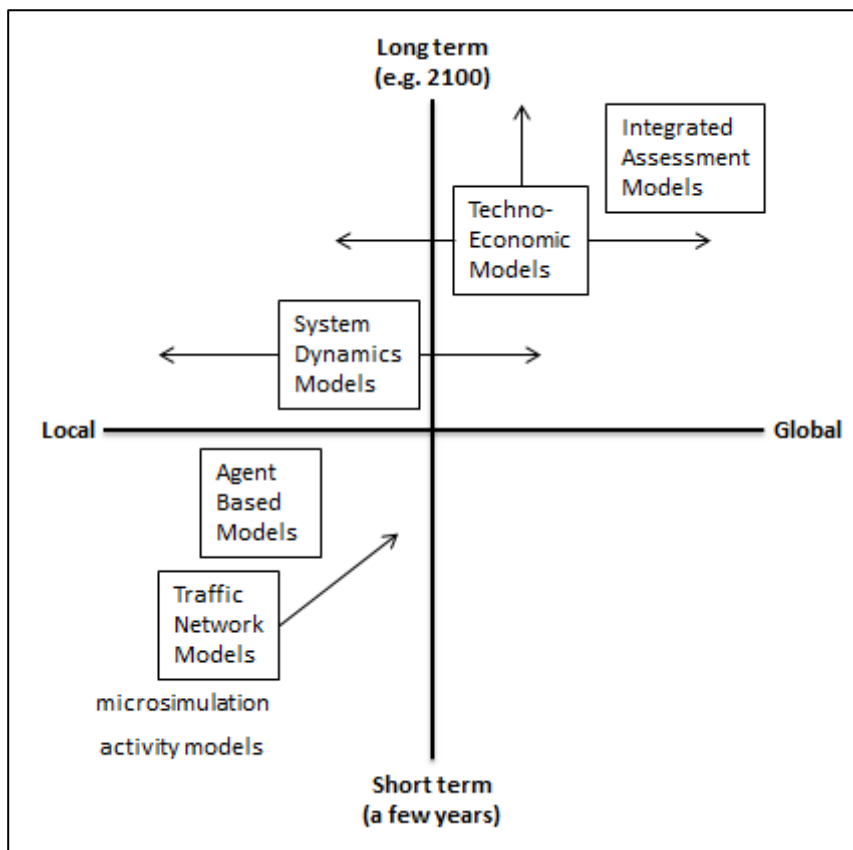 Long term
(e.g. 2100)
Integrated
Assessment
Models
Techno-
Economic
Models
System
Dynamics
Models
Local
Global
Agent
Based
Models
Traffic
Network
Models
microsimulation
activity models
Short term
(a few years)